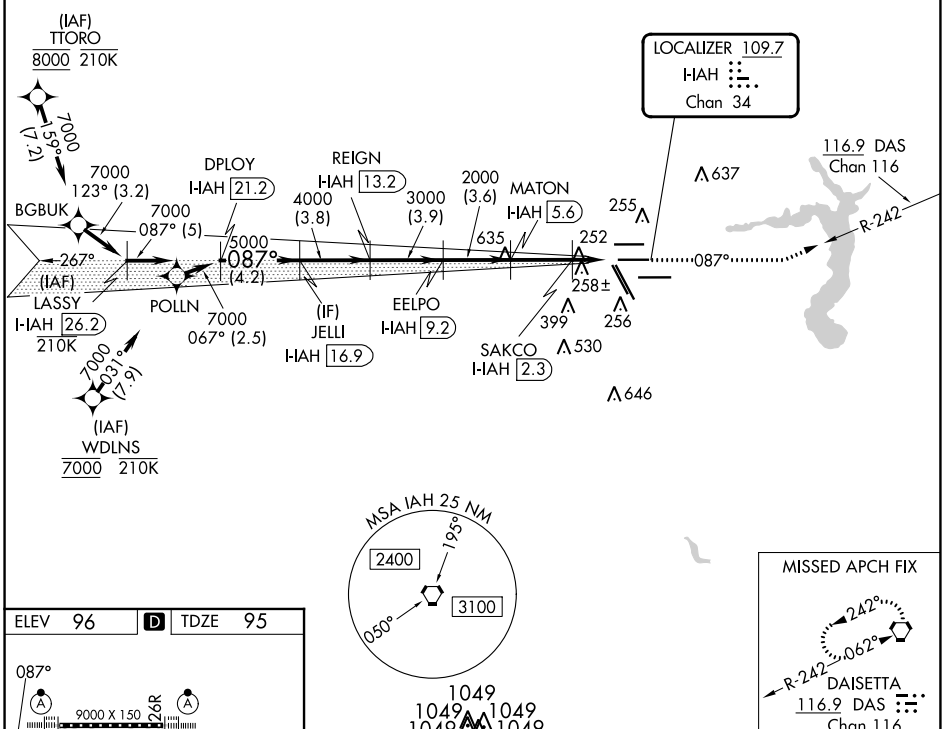 (IAF)
TTORO
8000 210K
7000
159°
(7.2)
7000
123° (3.2)
BGBUK
7000
087° (5)
DPLOY
I-IAH 21.2
REIGN
I-IAH 13.2
4000
(3.8)
3000
(3.9)
2000
(3.6)
MATON
I-IAH 5.6
LOCALIZER 109.7
I-IAH
Chan 34
637
116.9 DAS
Chan 116
R-242
255
635
252
5000
087°
(4.2)
267°
087°
(IAF)
LASSY
I-IAH 26.2
210K
POLLN
7000
067° (2.5)
(IF)
JELLI
I-IAH 16.9
EELPO
I-IAH 9.2
258±
399
256
SAKCO
I-IAH 2.3
530
646
7000
031°
(7.9)
(IAF)
WDLNS
7000 210K
MSA IAH 25 NM
195°
2400
3100
050°
MISSED APCH FIX
242°
062°
R-242
DAISETTA
116.9 DAS
Chan 116
ELEV 96 D TDZE 95
087°
A
A
9000 X 150
26R
1049
1049 1049
1049 1049